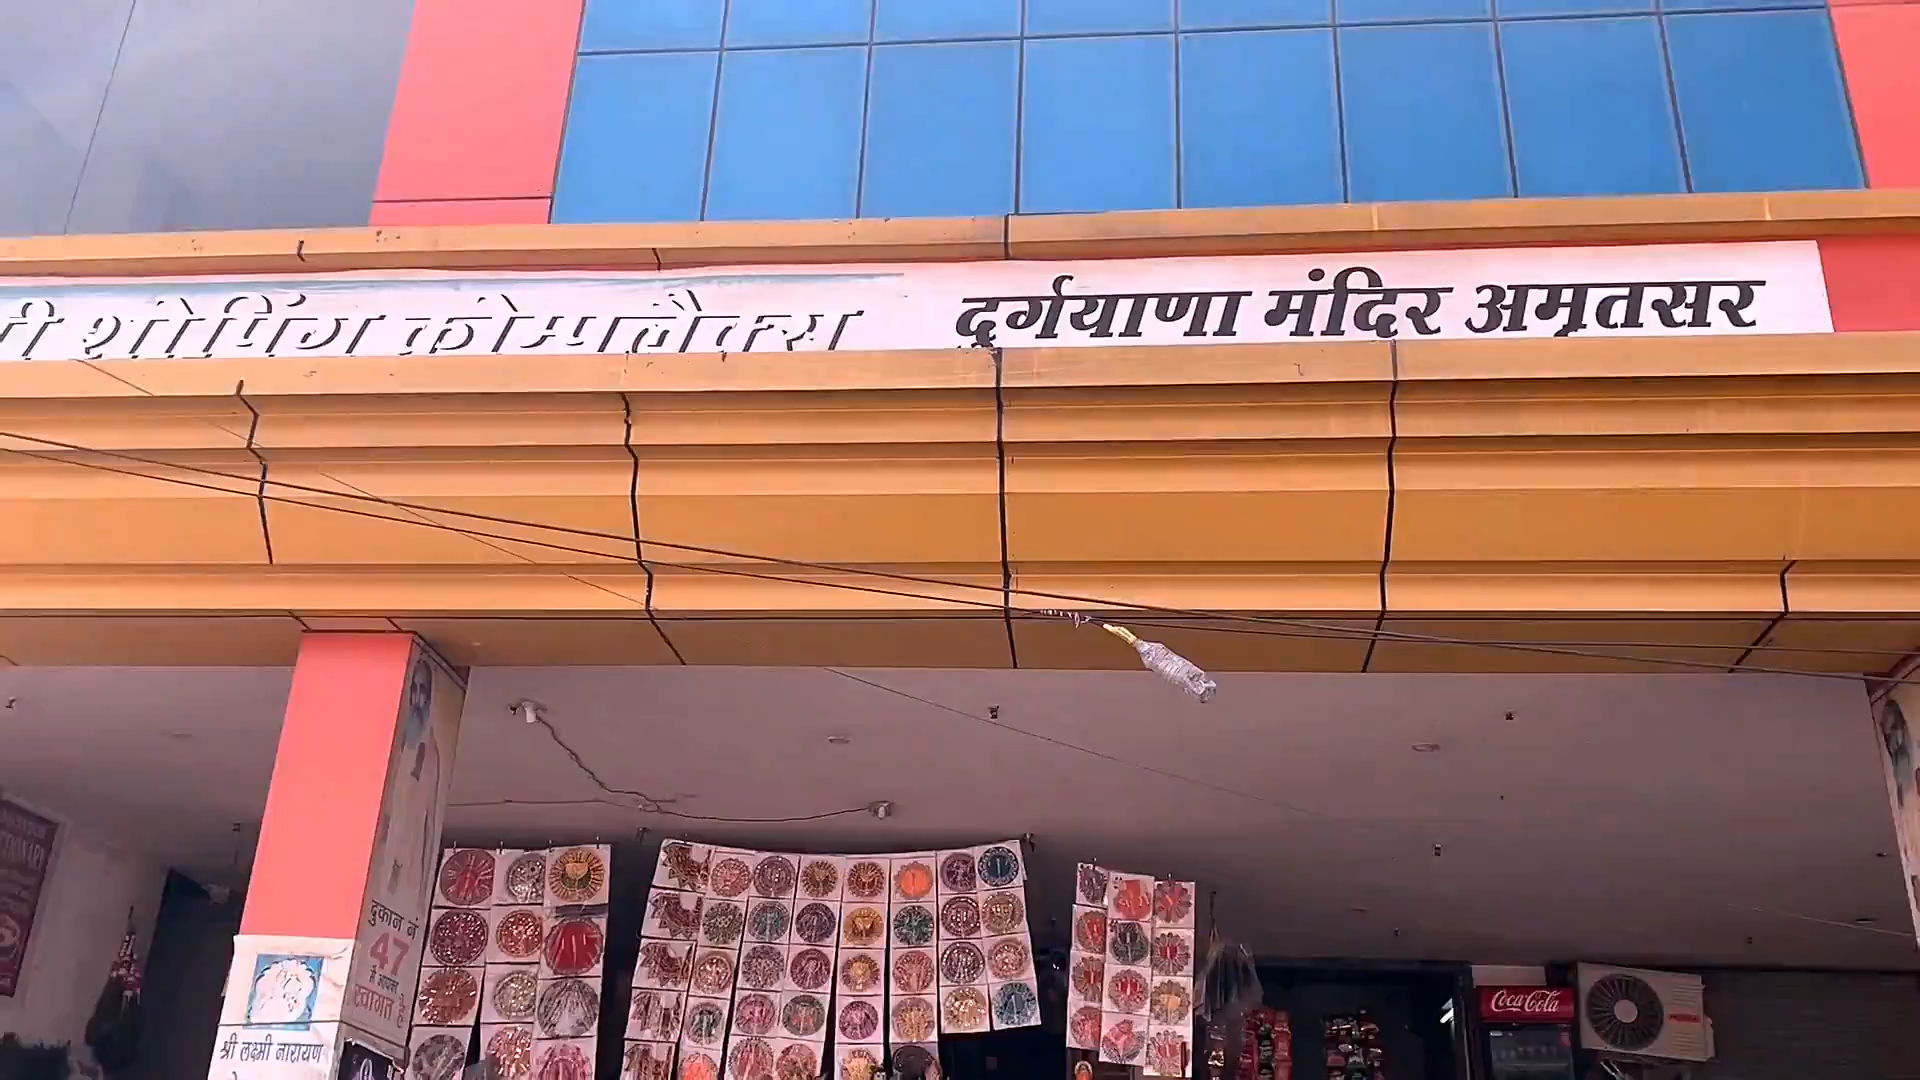 शोपिंग कोम्पलैक्स दुर्गयाणा मंदिर अमृतसर
दुकान नं
47
में आपका
स्वागत है
श्री लक्ष्मी नारायण
Coca-Cola